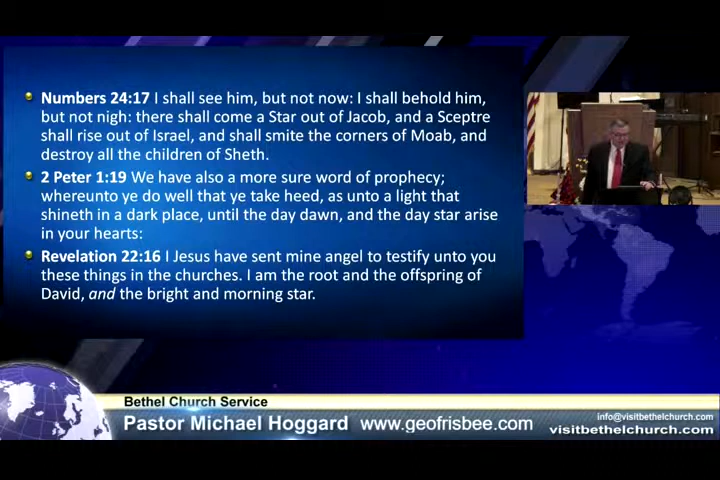 Numbers 24:17 I shall see him, but not now: I shall behold him,
but not nigh: there shall come a Star out of Jacob, and a Sceptre
shall rise out of Israel, and shall smite the corners of Moab, and
destroy all the children of Sheth.
2 Peter 1:19 We have also a more sure word of prophecy;
whereunto ye do well that ye take heed, as unto a light that
shineth in a dark place, until the day dawn, and the day star arise
in your hearts:
Revelation 22:16 I Jesus have sent mine angel to testify unto you
these things in the churches. I am the root and the offspring of
David, and the bright and morning star.
Bethel Church Service
Pastor Michael Hoggard www.geofrisbee.com
info@visitbethelchurch.com
visitbethelchurch.com